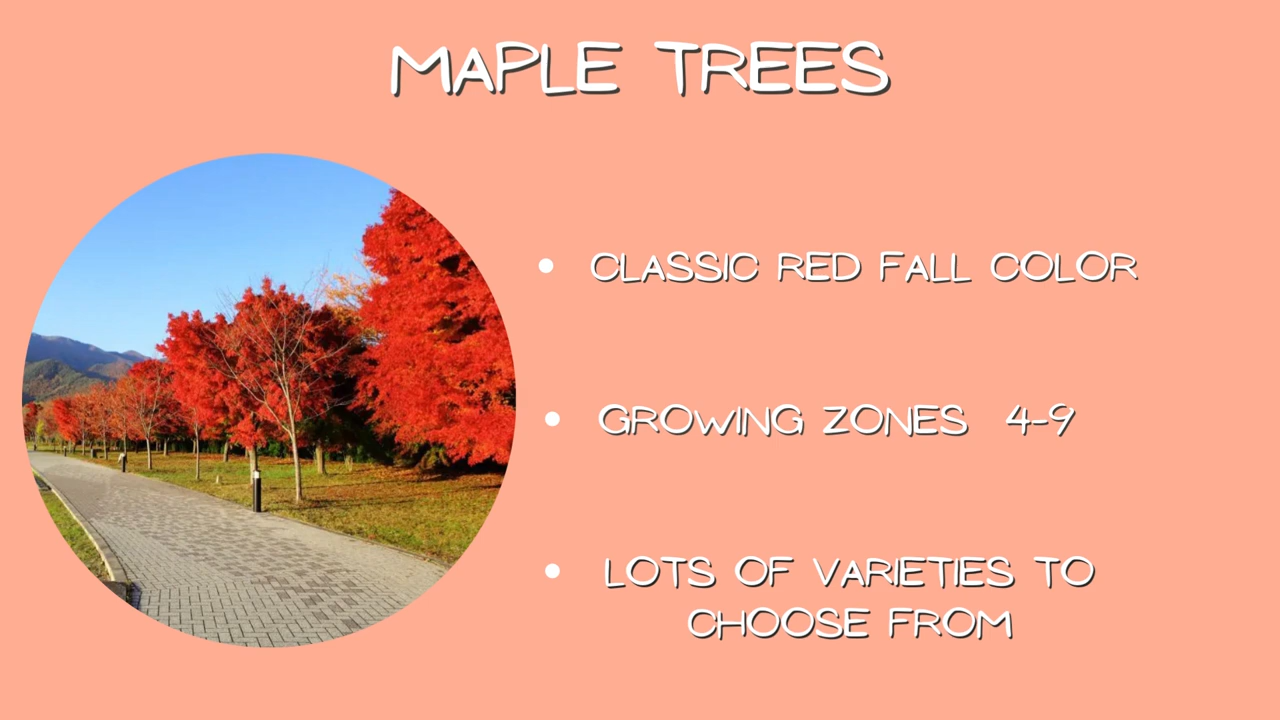 MAPLE TREES
CLASSIC RED FALL COLOR
GROWING ZONES 4-9
LOTS OF VARIETIES TO
CHOOSE FROM